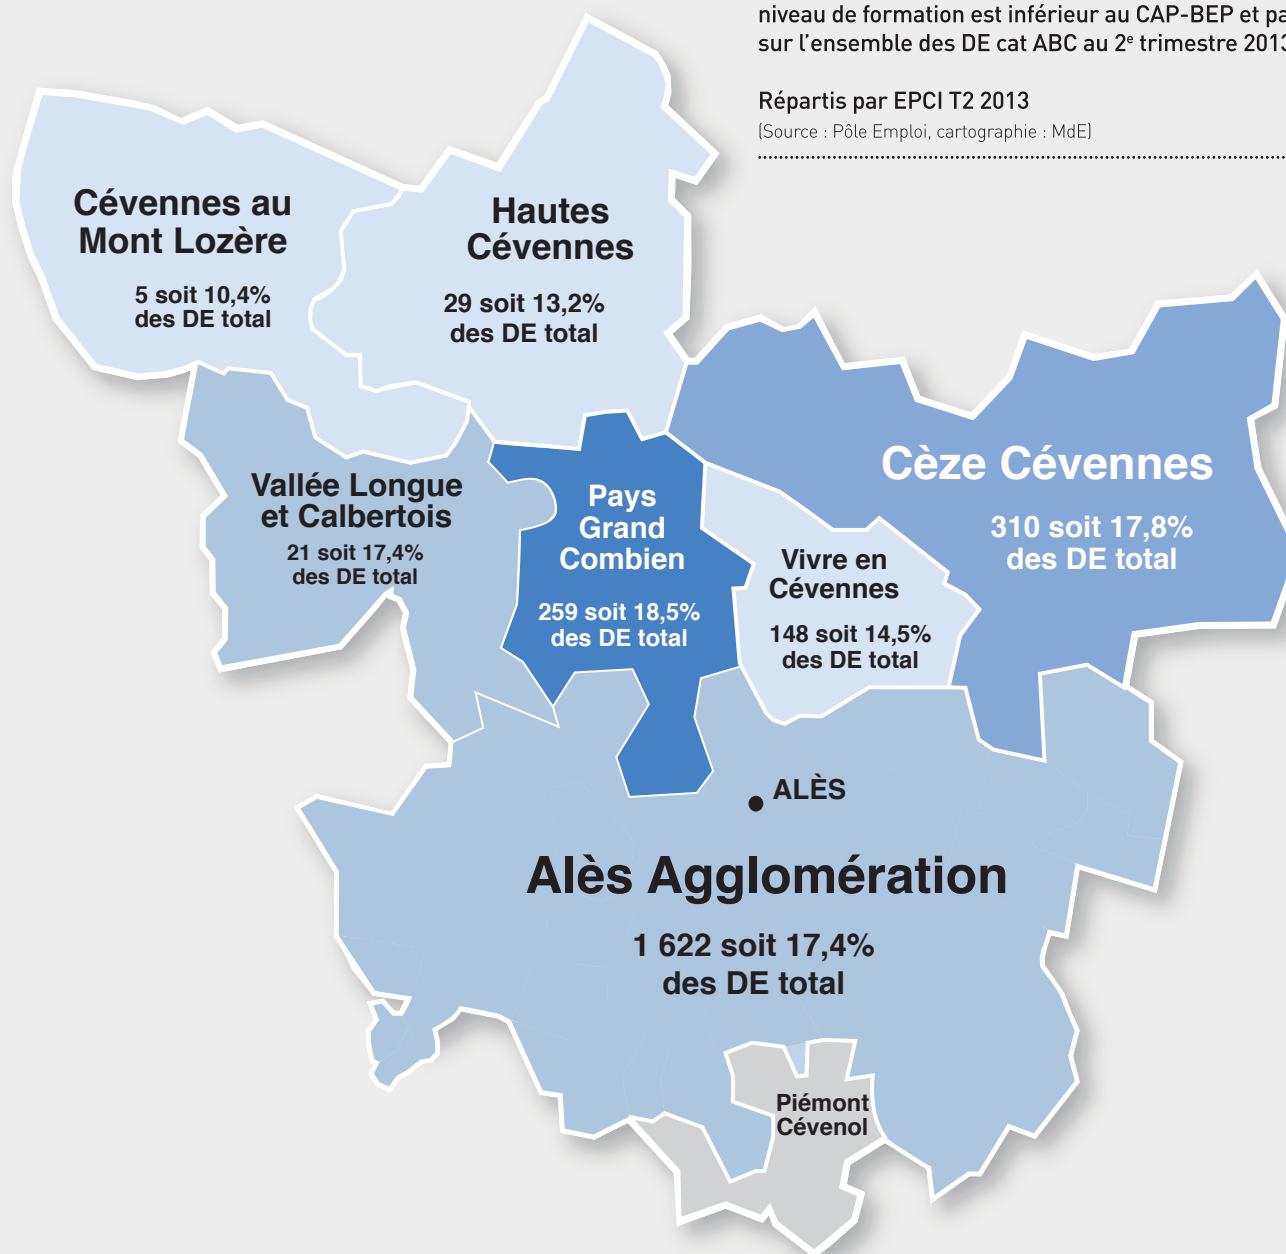 niveau de formation est inférieur au CAP-BEP et
sur l'ensemble des DE cat ABC au 2e trimestre 2013
Répartis par EPCI T2 2013
(Source : Pôle Emploi, cartographie : MdE)
Cévennes au
Mont Lozère
5 soit 10,4%
des DE total
Hautes
Cévennes
29 soit 13,2%
des DE total
Vallée Longue
et Calbertois
21 soit 17,4%
des DE total
Pays
Grand
Combien
259 soit 18,5%
des DE total
Vivre en
Cévennes
148 soit 14,5%
des DE total
Cèze Cévennes
310 soit 17,8%
des DE total
ALÈS
Alès Agglomération
1 622 soit 17,4%
des DE total
Piémont
Cévenol